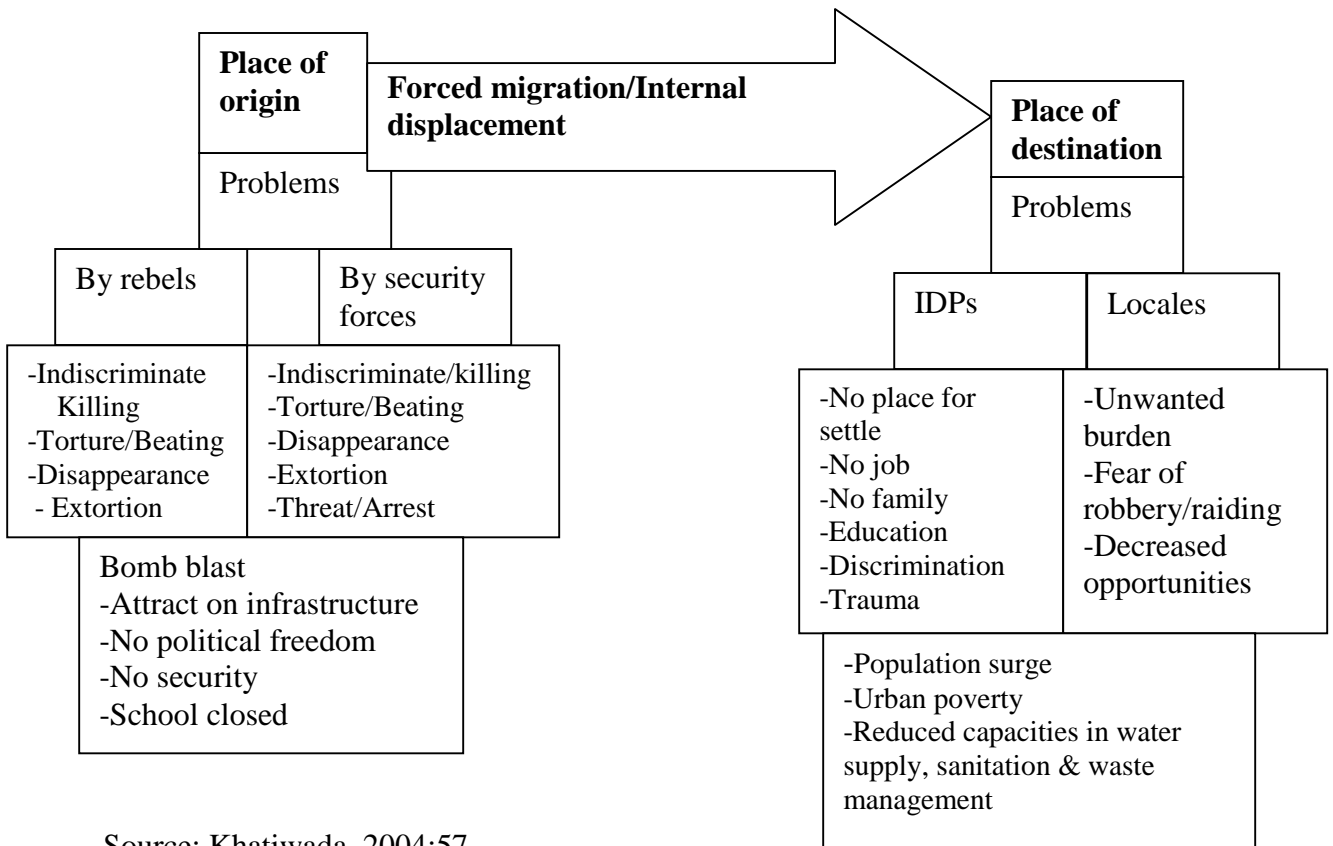 Place of
origin
Forced migration/Internal
displacement
Place of
destination
Problems
Problems
By rebels
By security
forces
IDPs
Locales
-Indiscriminate
Killing
-Torture/Beating
-Disappearance
- Extortion
-Indiscriminate/killing
-Torture/Beating
-Disappearance
-Extortion
-Threat/Arrest
-No place for
settle
-No job
-No family
-Education
-Discrimination
-Trauma
-Unwanted
burden
-Fear of
robbery/raiding
-Decreased
opportunities
Bomb blast
-Attract on infrastructure
-No political freedom
-No security
-School closed
-Population surge
-Urban poverty
-Reduced capacities in water
supply, sanitation & waste
management
Source: Khatiwada, 2004:57